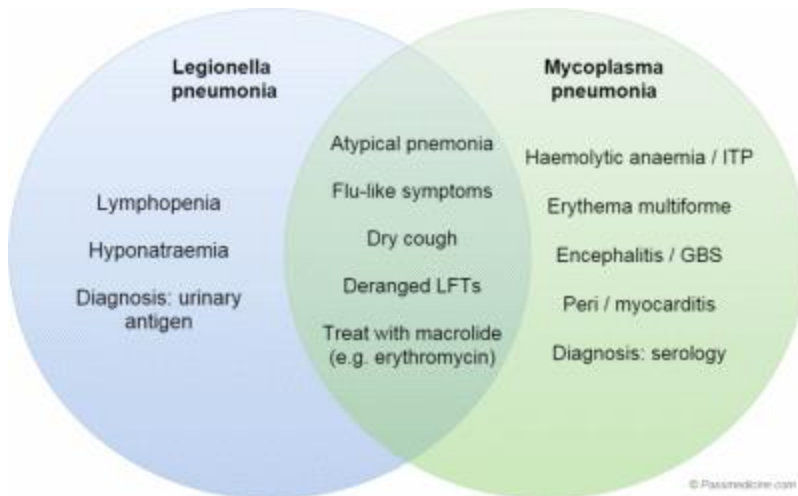 Legionella
pneumonia
Lymphopenia
Hyponatraemia
Diagnosis: urinary
antigen
Atypical pnemonia
Flu-like symptoms
Dry cough
Deranged LFTs
Treat with macrolide
(e.g. erythromycin)
Mycoplasma
pneumonia
Haemolytic anaemia / ITP
Erythema multiforme
Encephalitis / GBS
Peri / myocarditis
Diagnosis: serology
© Passmedicine.com